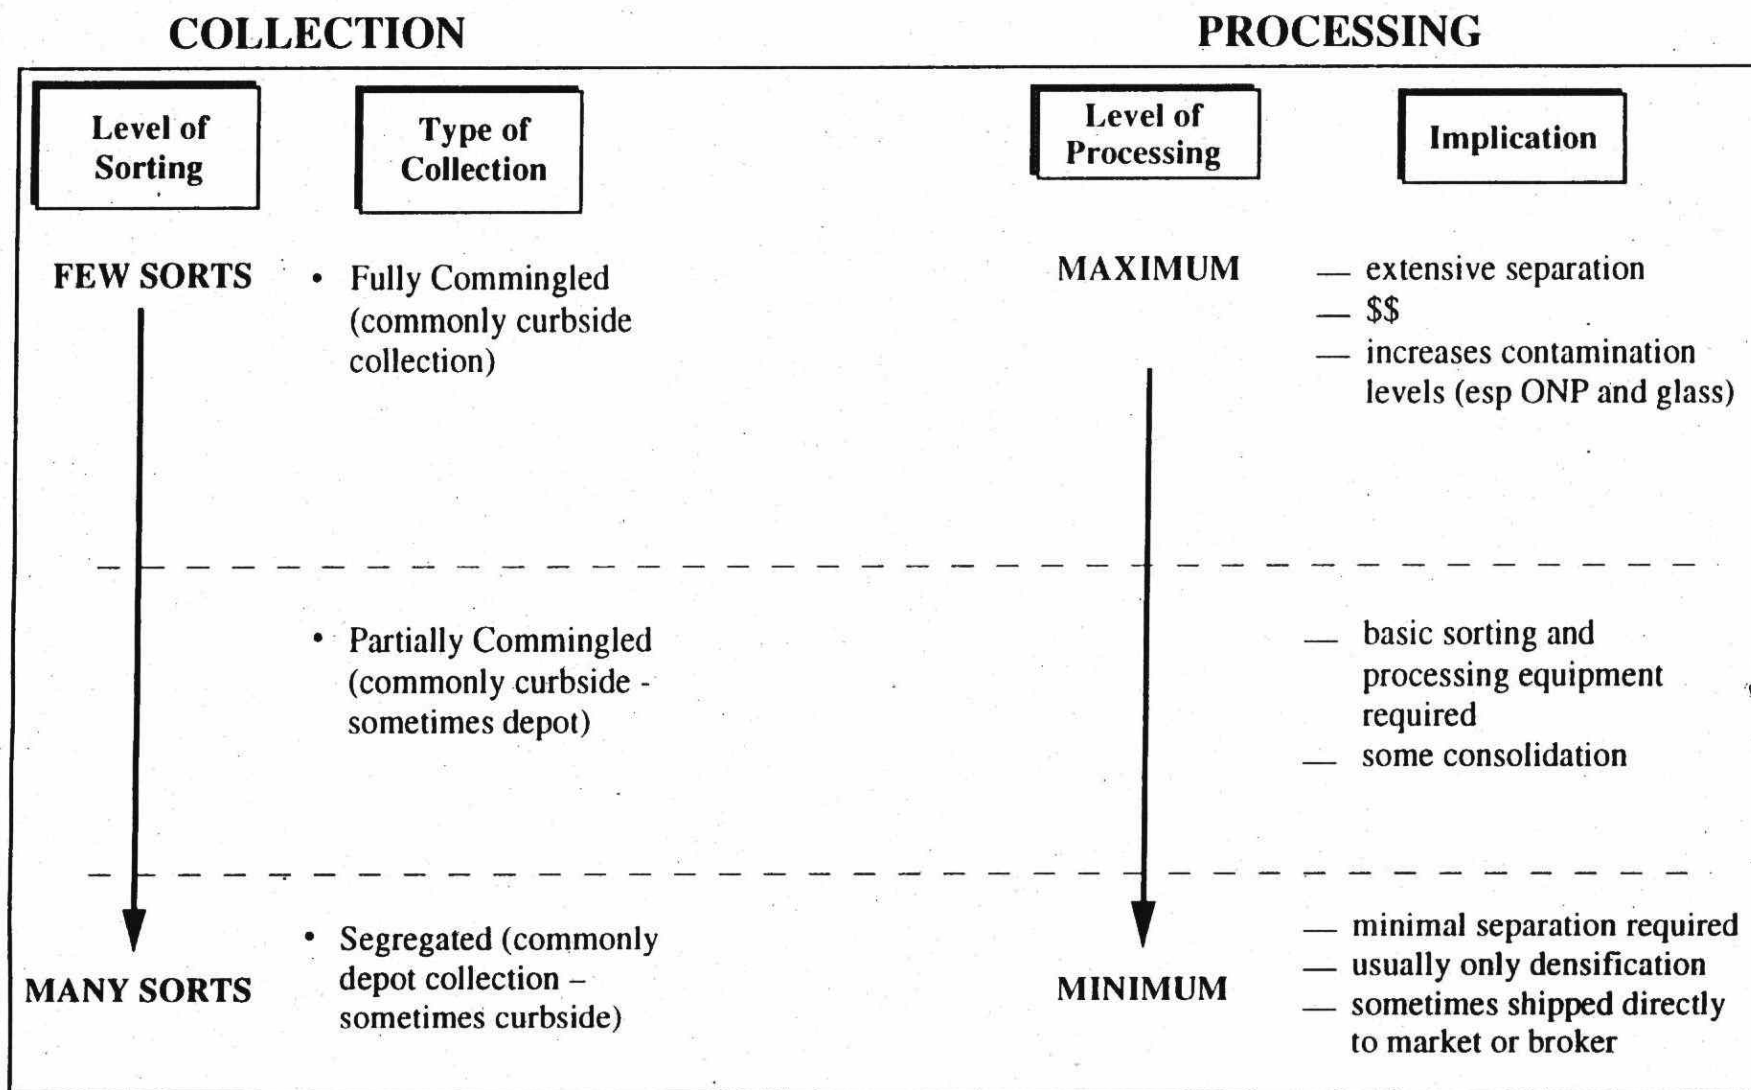 COLLECTION
PROCESSING
Level of
Sorting
Type of
Collection
Level of
Processing
Implication
FEW SORTS
• Fully Commingled
(commonly curbside
collection)
MAXIMUM
— extensive separation
— $$
— increases contamination
levels (esp ONP and glass)
• Partially Commingled
(commonly curbside -
sometimes depot)
— basic sorting and
processing equipment
required
— some consolidation
MANY SORTS
• Segregated (commonly
depot collection –
sometimes curbside)
MINIMUM
— minimal separation required
— usually only densification
— sometimes shipped directly
to market or broker